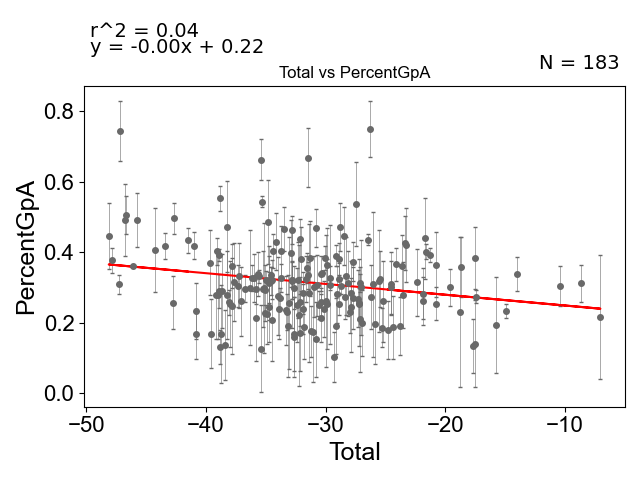 r^2 = 0.04
y = -0.00x + 0.22
N = 183
Total vs PercentGpA
PercentGpA
0.8
0.6
0.4
0.2
0.0
−50 −40 −30 −20 −10
Total